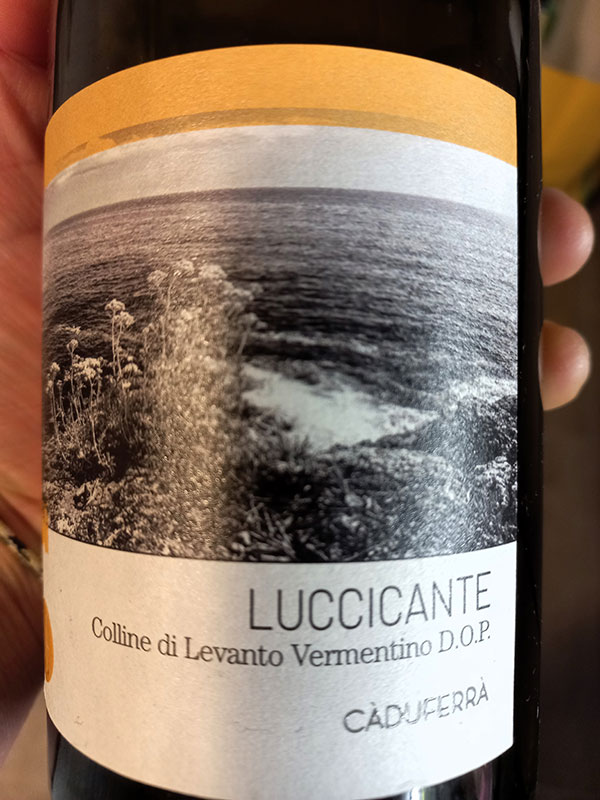 LUCCICANTE
Colline di Levanto Vermentino D.O.P.
CÀDUFERRÀ